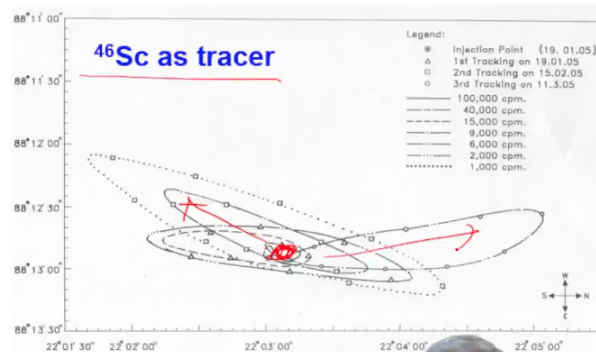 88°11'00"
⁴⁶Sc as tracer
Legend:
Injection Point (19. 01.05)
1st Tracking on 19.01.05
2nd Tracking on 15.02.05
3rd Tracking on 11.3.05
100,000 cpm.
40,000 cpm.
15,000 cpm.
9,000 cpm.
6,000 cpm.
2,000 cpm.
1,000 cpm.
88°11'30"
88°12'00"
88°12'30"
88°13'00"
88°13'30"
W
S N
E
22°01'30" 22°02'00" 22°03'00" 22°04'00" 22°05'00"